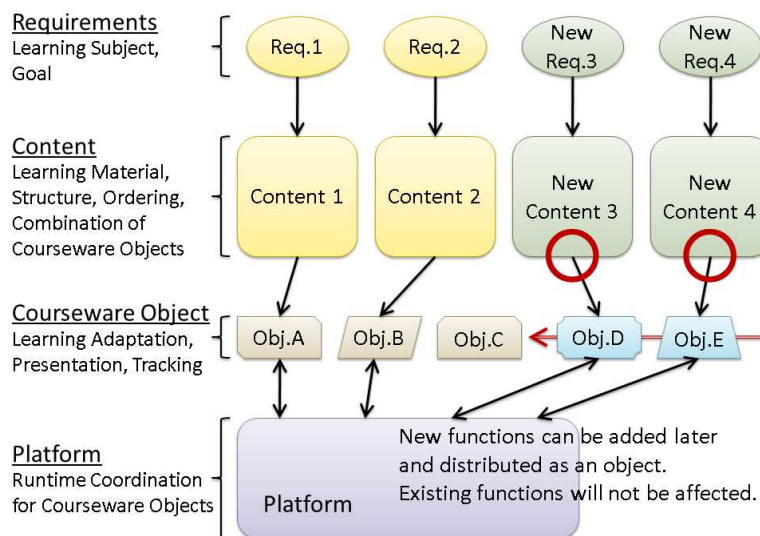 Requirements
Learning Subject,
Goal
Req.1
Req.2
New
Req.3
New
Req.4
Content
Learning Material,
Structure, Ordering,
Combination of
Courseware Objects
Content 1
Content 2
New
Content 3
New
Content 4
Courseware Object
Learning Adaptation,
Presentation, Tracking
Obj.A
Obj.B
Obj.C
Obj.D
Obj.E
Platform
Runtime Coordination
for Courseware Objects
Platform
New functions can be added later
and distributed as an object.
Existing functions will not be affected.